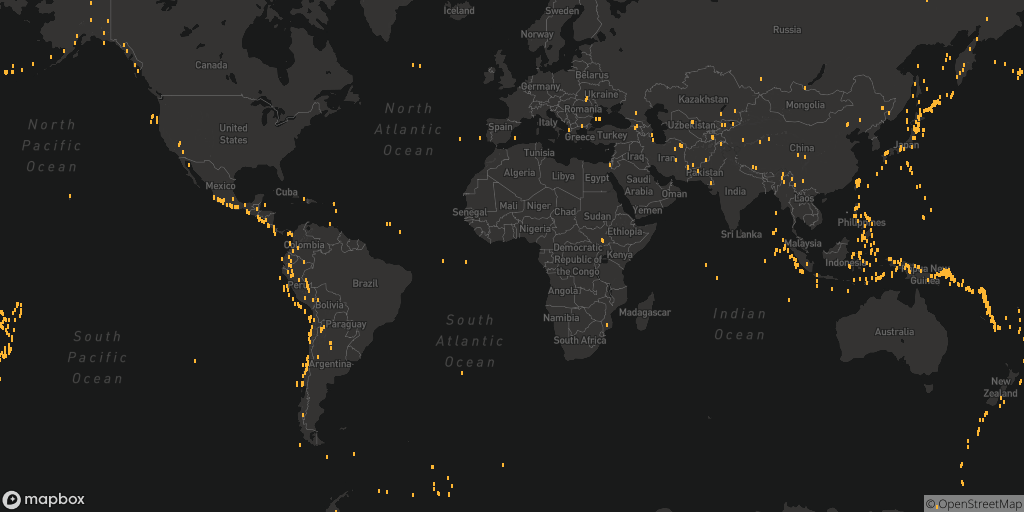 Iceland
Sweden
Norway
Russia
Canada
Belarus
Germany
Ukraine
Kazakhstan
Mongolia
Romania
North
Atlantic
Ocean
North
Pacific
Ocean
United
States
Spain
Italy
Greece
Turkey
Uzbekistan
China
Japan
Tunisia
Iraq
Iran
Pakistan
Algeria
Libya
Egypt
Saudi
Arabia
Oman
India
Mexico
Cuba
Laos
Senegal
Mali
Niger
Chad
Sudan
Yemen
Nigeria
Ethiopia
Sri Lanka
Philippines
Malaysia
Colombia
Democratic
Republic of
the Congo
Kenya
Indonesia
Papua New
Guinea
Peru
Brazil
Bolivia
Angola
Paraguay
Namibia
Madagascar
South
Atlantic
Ocean
Indian
Ocean
South
Pacific
Ocean
Australia
South Africa
Argentina
New
Zealand
mapbox
© OpenStreetMap